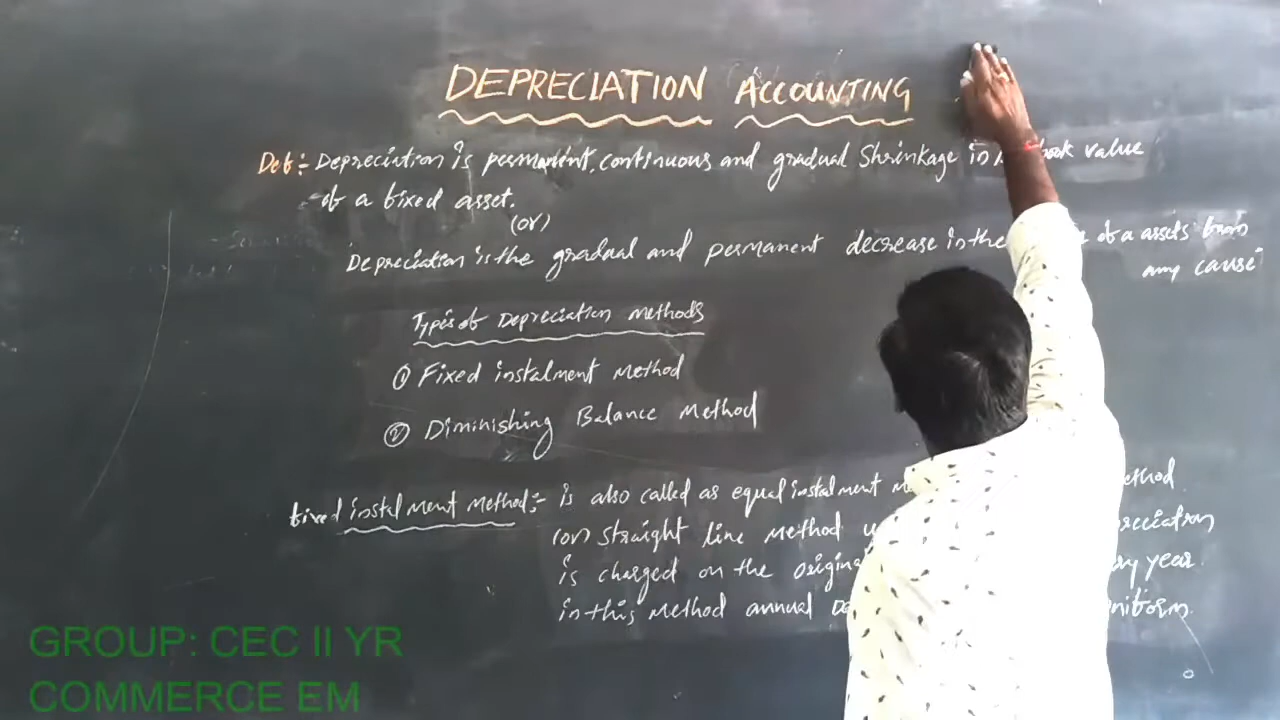 DEPRECIATION ACCOUNTING
Def:- Depreciation is permanent, continuous and gradual Shrinkage in book value
of a fixed asset.
(or)
Depreciation is the gradual and permanent decrease in the of a assets from
any cause
Types of Depreciation methods
① Fixed instalment method
② Diminishing Balance Method
fixed instalment Method:- is also called as equal instalment
(or) straight line method
is charged on the year
in this method annual
GROUP: CEC II YR
COMMERCE EM